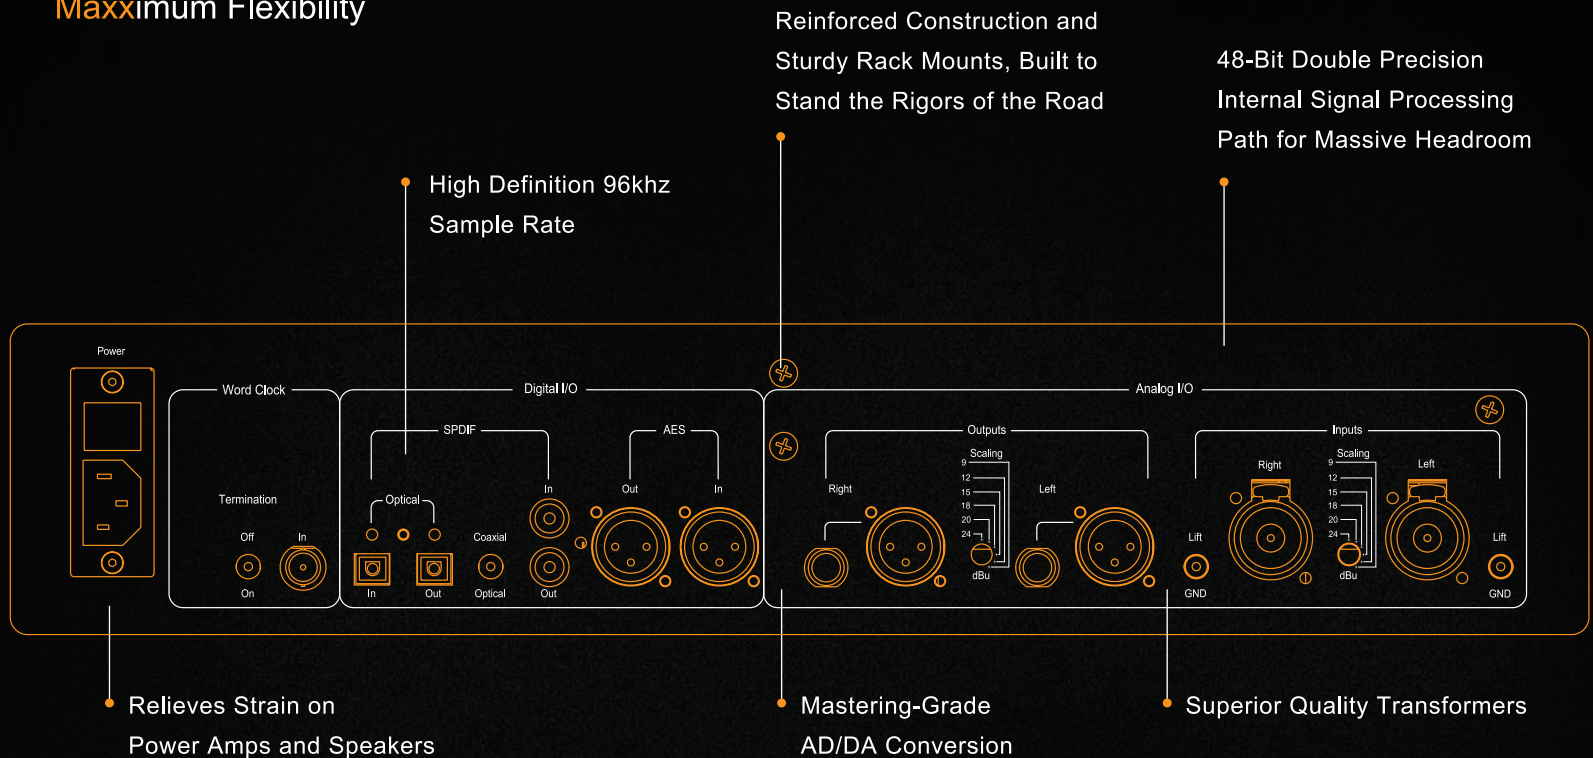 Maxximum Flexibility
Reinforced Construction and
Sturdy Rack Mounts, Built to
Stand the Rigors of the Road
48-Bit Double Precision
Internal Signal Processing
Path for Massive Headroom
High Definition 96khz
Sample Rate
Power
Word Clock
Termination
Off
In
On
Digital I/O
SPDIF
AES
Optical
In
Out
In
Coaxial
In
Out
Optical
Out
Analog I/O
Outputs
Right
Scaling
9
12
15
18
20
24
dBu
Left
Inputs
Lift
GND
Right
Scaling
9
12
15
18
20
24
dBu
Left
Lift
GND
Relieves Strain on
Power Amps and Speakers
Mastering-Grade
AD/DA Conversion
Superior Quality Transformers